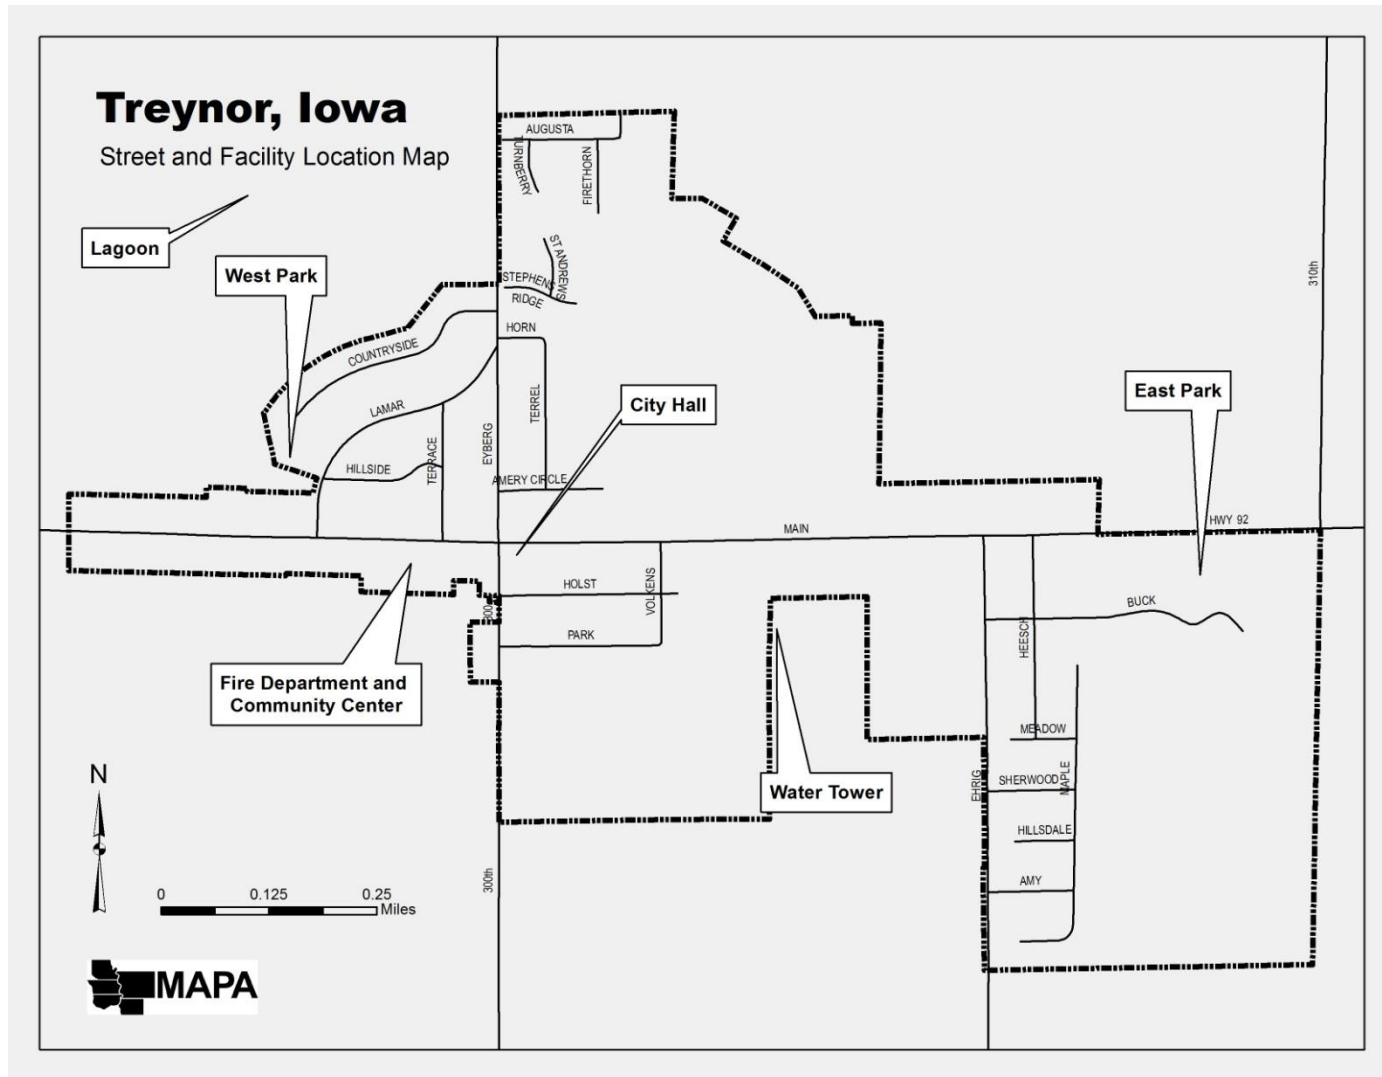 Treynor, Iowa
Street and Facility Location Map
AUGUSTA
TURNBERRY
FIRETHORN
Lagoon
West Park
ST ANDREWS
STEPHENS
RIDGE
310th
HORN
COUNTRYSIDE
LAMAR
TERREL
City Hall
East Park
EYBERG
TERRACE
HILLSIDE
AMERY CIRCLE
MAIN
HWY 92
HOLST
VOLKENS
300
BUCK
PARK
HEESCH
Fire Department and
Community Center
MEADOW
N
SHERWOOD
MAPLE
EHRIG
Water Tower
HILLSDALE
300th
AMY
0 0.125 0.25
Miles
MAPA